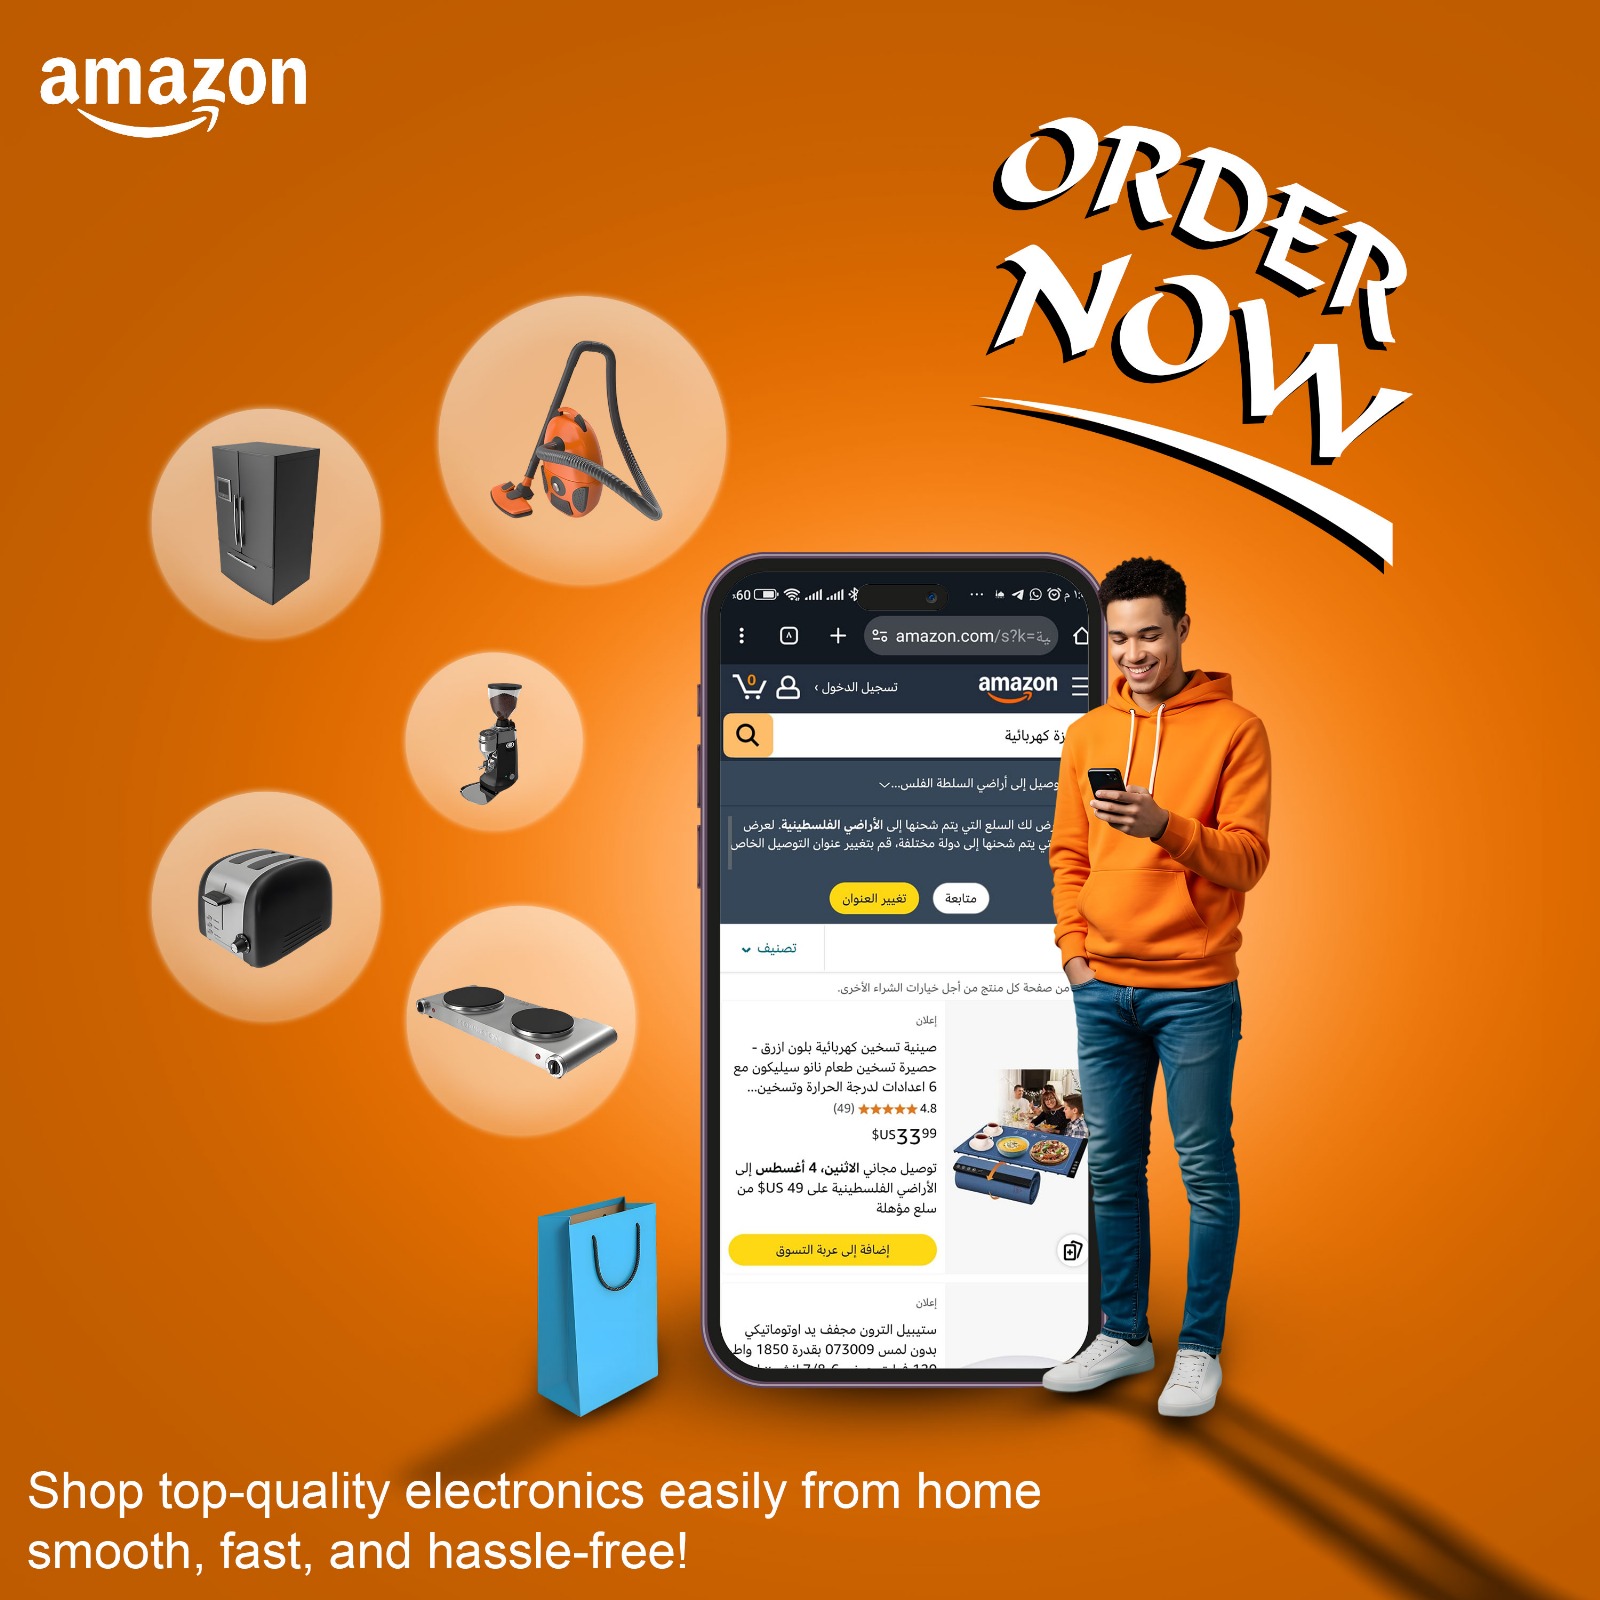 amazon
ORDER
NOW
60
م
amazon.com/s?k=
0
تسجيل الدخول ›
amazon
كهربائية
إلى أراضي السلطة الفلس...
لك السلع التي يتم شحنها إلى الأراضي الفلسطينية. لعرض
يتم شحنها إلى دولة مختلفة، قم بتغيير عنوان التوصيل الخاص
متابعة
تغيير العنوان
تصنيف
من صفحة كل منتج من أجل خيارات الشراء الأخرى.
إعلان
صينية تسخين كهربائية بلون ازرق -
حصيرة تسخين طعام نانو سيليكون مع
6 اعدادات لدرجة الحرارة وتسخين...
4.8 ★★★★★ (49)
$US33⁹⁹
توصيل مجاني الاثنين، 4 أغسطس إلى
الأراضي الفلسطينية على 49 US$ من
سلع مؤهلة
إضافة إلى عربة التسوق
إعلان
ستيبيل الترون مجفف يد اوتوماتيكي
بدون لمس 073009 بقدرة 1850 واط
Shop top-quality electronics easily from home
smooth, fast, and hassle-free!